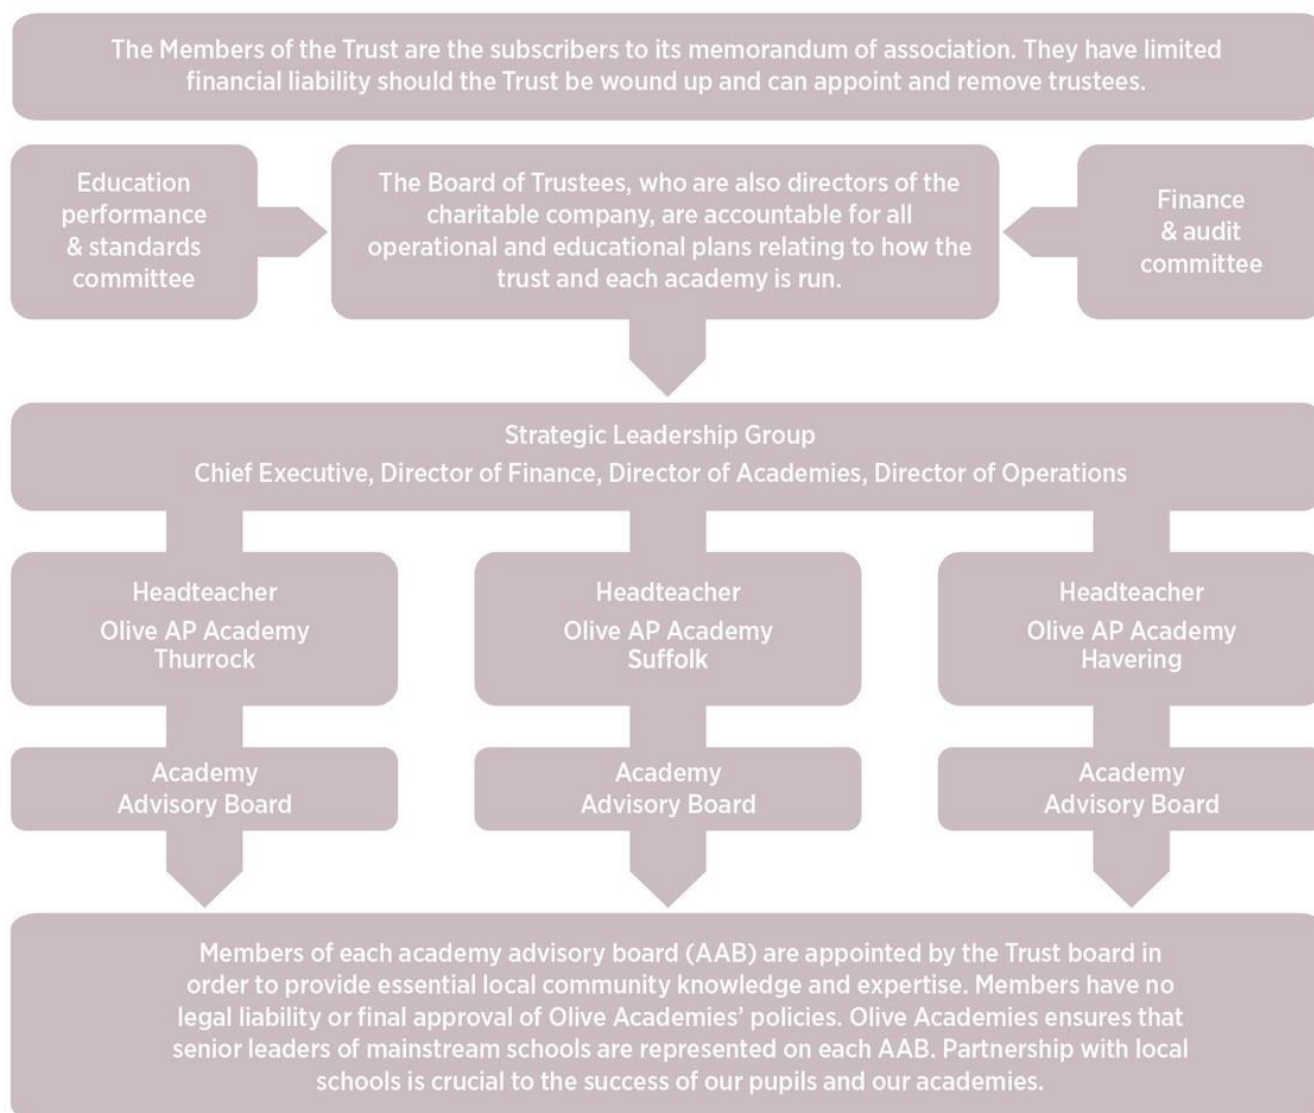 The Members of the Trust are the subscribers to its memorandum of association. They have limited
financial liability should the Trust be wound up and can appoint and remove trustees.
Education
performance
& standards
committee
The Board of Trustees, who are also directors of the
charitable company, are accountable for all
operational and educational plans relating to how the
trust and each academy is run.
Finance
& audit
committee
Strategic Leadership Group
Chief Executive, Director of Finance, Director of Academies, Director of Operations
Headteacher
Olive AP Academy
Thurrock
Headteacher
Olive AP Academy
Suffolk
Headteacher
Olive AP Academy
Havering
Academy
Advisory Board
Academy
Advisory Board
Academy
Advisory Board
Members of each academy advisory board (AAB) are appointed by the Trust board in
order to provide essential local community knowledge and expertise. Members have no
legal liability or final approval of Olive Academies’ policies. Olive Academies ensures that
senior leaders of mainstream schools are represented on each AAB. Partnership with local
schools is crucial to the success of our pupils and our academies.